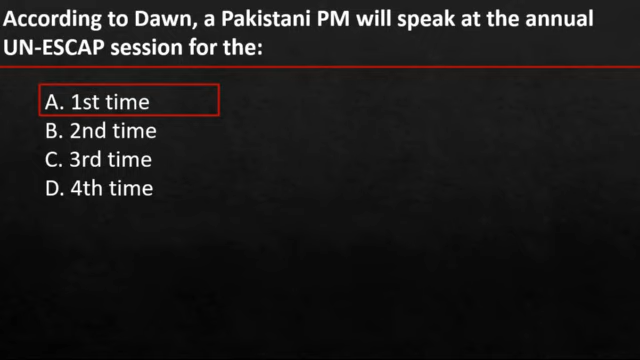 According to Dawn, a Pakistani PM will speak at the annual
UN-ESCAP session for the:
A. 1st time
B. 2nd time
C. 3rd time
D. 4th time